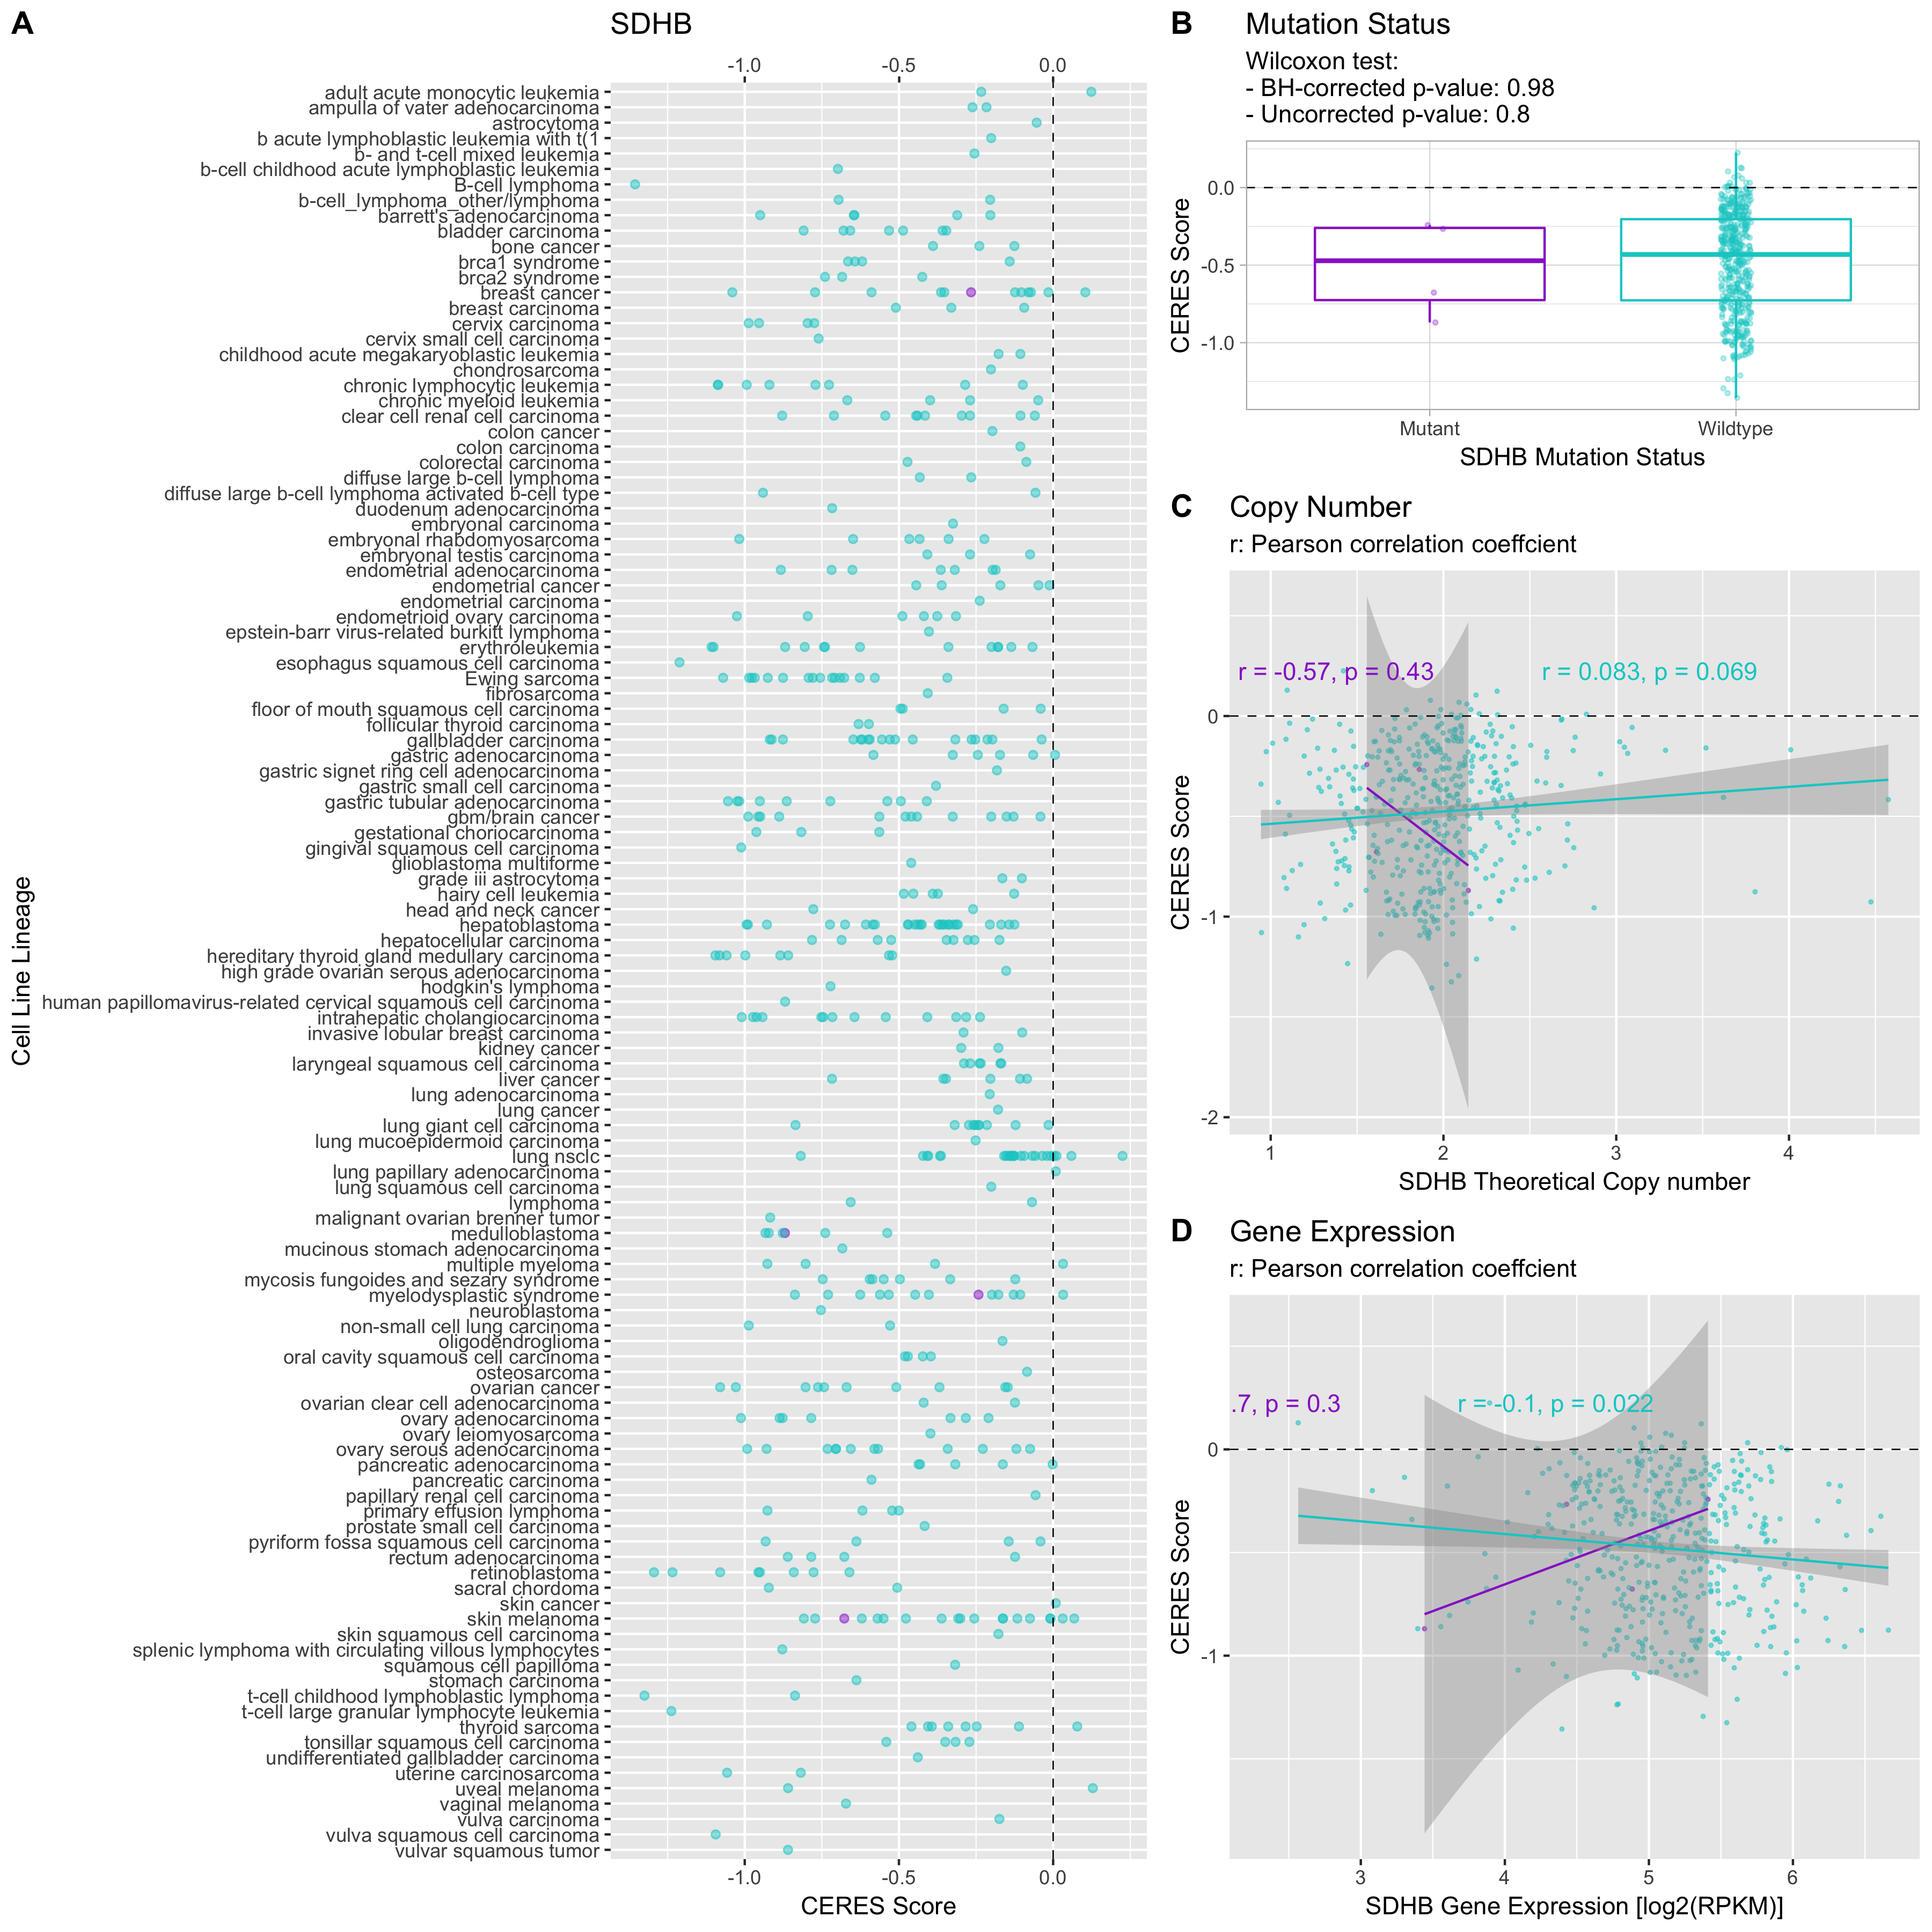 A
SDHB
-1.0 -0.5 0.0
Cell Line Lineage
adult acute monocytic leukemia
ampulla of vater adenocarcinoma
astrocytoma
b acute lymphoblastic leukemia with t(1
b- and t-cell mixed leukemia
b-cell childhood acute lymphoblastic leukemia
B-cell lymphoma
b-cell_lymphoma_other/lymphoma
barrett's adenocarcinoma
bladder carcinoma
bone cancer
brca1 syndrome
brca2 syndrome
breast cancer
breast carcinoma
cervix carcinoma
cervix small cell carcinoma
childhood acute megakaryoblastic leukemia
chondrosarcoma
chronic lymphocytic leukemia
chronic myeloid leukemia
clear cell renal cell carcinoma
colon cancer
colon carcinoma
colorectal carcinoma
diffuse large b-cell lymphoma
diffuse large b-cell lymphoma activated b-cell type
duodenum adenocarcinoma
embryonal carcinoma
embryonal rhabdomyosarcoma
embryonal testis carcinoma
endometrial adenocarcinoma
endometrial cancer
endometrial carcinoma
endometrioid ovary carcinoma
epstein-barr virus-related burkitt lymphoma
erythroleukemia
esophagus squamous cell carcinoma
Ewing sarcoma
fibrosarcoma
floor of mouth squamous cell carcinoma
follicular thyroid carcinoma
gallbladder carcinoma
gastric adenocarcinoma
gastric signet ring cell adenocarcinoma
gastric small cell carcinoma
gastric tubular adenocarcinoma
gbm/brain cancer
gestational choriocarcinoma
gingival squamous cell carcinoma
glioblastoma multiforme
grade iii astrocytoma
hairy cell leukemia
head and neck cancer
hepatoblastoma
hepatocellular carcinoma
hereditary thyroid gland medullary carcinoma
high grade ovarian serous adenocarcinoma
hodgkin's lymphoma
human papillomavirus-related cervical squamous cell carcinoma
intrahepatic cholangiocarcinoma
invasive lobular breast carcinoma
kidney cancer
laryngeal squamous cell carcinoma
liver cancer
lung adenocarcinoma
lung cancer
lung giant cell carcinoma
lung mucoepidermoid carcinoma
lung nsclc
lung papillary adenocarcinoma
lung squamous cell carcinoma
lymphoma
malignant ovarian brenner tumor
medulloblastoma
mucinous stomach adenocarcinoma
multiple myeloma
mycosis fungoides and sezary syndrome
myelodysplastic syndrome
neuroblastoma
non-small cell lung carcinoma
oligodendroglioma
oral cavity squamous cell carcinoma
osteosarcoma
ovarian cancer
ovarian clear cell adenocarcinoma
ovary adenocarcinoma
ovary leiomyosarcoma
ovary serous adenocarcinoma
pancreatic adenocarcinoma
pancreatic carcinoma
papillary renal cell carcinoma
primary effusion lymphoma
prostate small cell carcinoma
pyriform fossa squamous cell carcinoma
rectum adenocarcinoma
retinoblastoma
sacral chordoma
skin cancer
skin melanoma
skin squamous cell carcinoma
splenic lymphoma with circulating villous lymphocytes
squamous cell papilloma
stomach carcinoma
t-cell childhood lymphoblastic lymphoma
t-cell large granular lymphocyte leukemia
thyroid sarcoma
tonsillar squamous cell carcinoma
undifferentiated gallbladder carcinoma
uterine carcinosarcoma
uveal melanoma
vaginal melanoma
vulva carcinoma
vulva squamous cell carcinoma
vulvar squamous tumor
-1.0 -0.5 0.0
CERES Score
B
Mutation Status
Wilcoxon test:
- BH-corrected p-value: 0.98
- Uncorrected p-value: 0.8
CERES Score
0.0
-0.5
-1.0
Mutant Wildtype
SDHB Mutation Status
C
Copy Number
r: Pearson correlation coeffcient
r = -0.57, p = 0.43
r = 0.083, p = 0.069
CERES Score
0
-1
-2
1 2 3 4
SDHB Theoretical Copy number
D
Gene Expression
r: Pearson correlation coeffcient
.7, p = 0.3
r = -0.1, p = 0.022
CERES Score
0
-1
3 4 5 6
SDHB Gene Expression [log2(RPKM)]